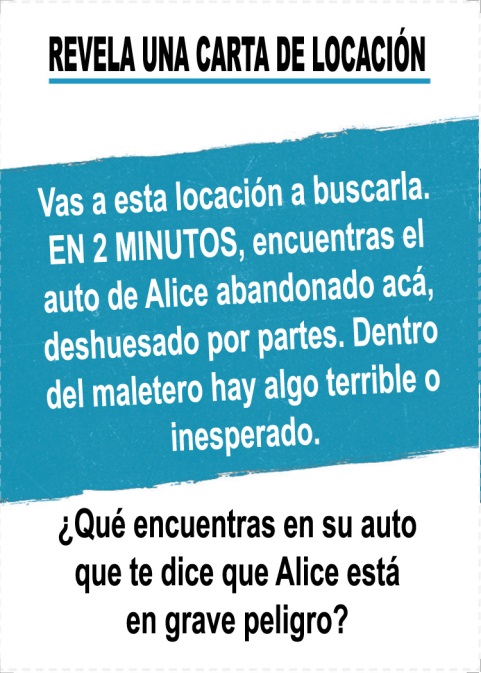 REVELA UNA CARTA DE LOCACIÓN
Vas a esta locación a buscarla.
EN 2 MINUTOS, encuentras el
auto de Alice abandonado acá,
deshuesado por partes. Dentro
del maletero hay algo terrible o
inesperado.
¿Qué encuentras en su auto
que te dice que Alice está
en grave peligro?